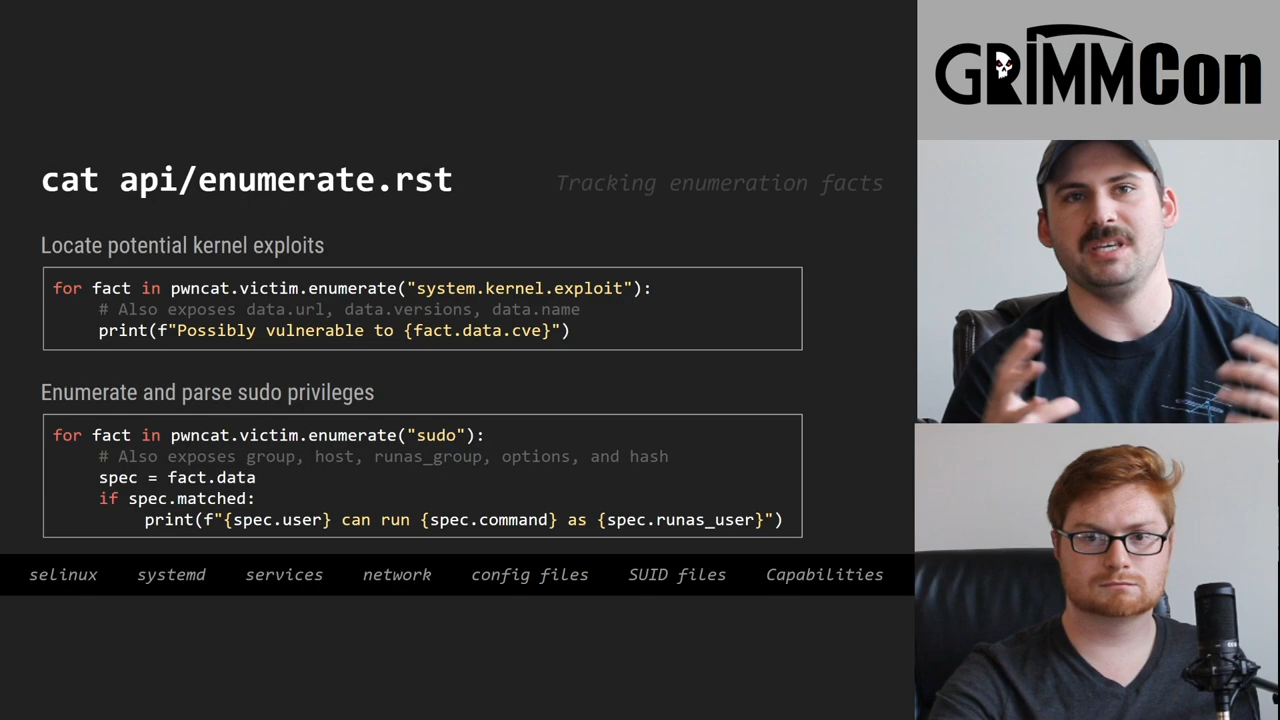 GRIMMCon
cat api/enumerate.rst
Tracking enumeration facts
Locate potential kernel exploits
for fact in pwncat.victim.enumerate("system.kernel.exploit"):
# Also exposes data.url, data.versions, data.name
print(f"Possibly vulnerable to {fact.data.cve}")
Enumerate and parse sudo privileges
for fact in pwncat.victim.enumerate("sudo"):
# Also exposes group, host, runas_group, options, and hash
spec = fact.data
if spec.matched:
print(f"{spec.user} can run {spec.command} as {spec.runas_user}")
selinux systemd services network config files SUID files Capabilities